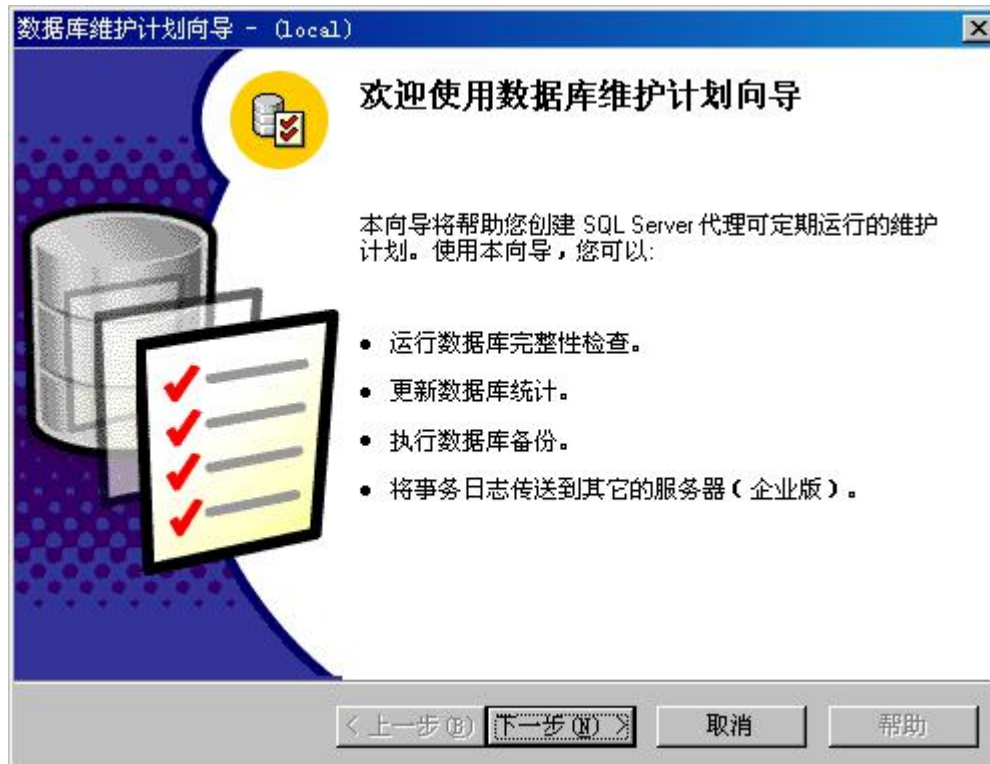 数据库维护计划向导 - (local)
欢迎使用数据库维护计划向导
本向导将帮助您创建 SQL Server 代理可定期运行的维护
计划。使用本向导，您可以:
• 运行数据库完整性检查。
• 更新数据库统计。
• 执行数据库备份。
• 将事务日志传送到其它的服务器（企业版）。
< 上一步(B) 下一步(N) > 取消 帮助